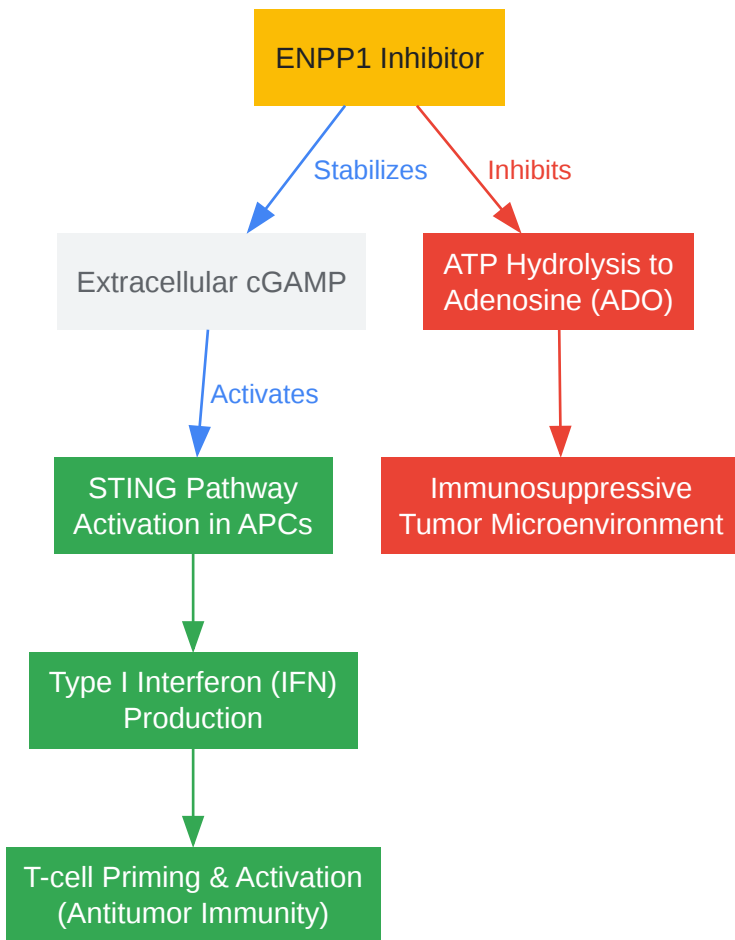 ENPP1 Inhibitor
Stabilizes
Inhibits
Extracellular cGAMP
ATP Hydrolysis to
Adenosine (ADO)
Activates
STING Pathway
Activation in APCs
Immunosuppressive
Tumor Microenvironment
Type I Interferon (IFN)
Production
T-cell Priming & Activation
(Antitumor Immunity)